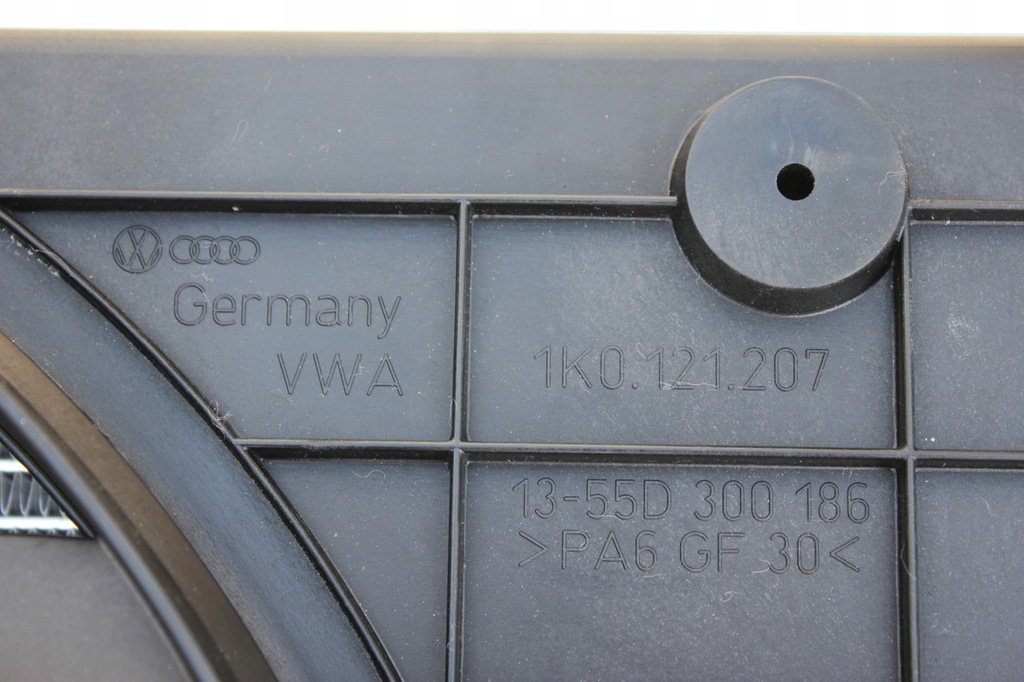 Germany
VWA
1K0.121.207
13-55D 300 186
>PA6 GF 30<